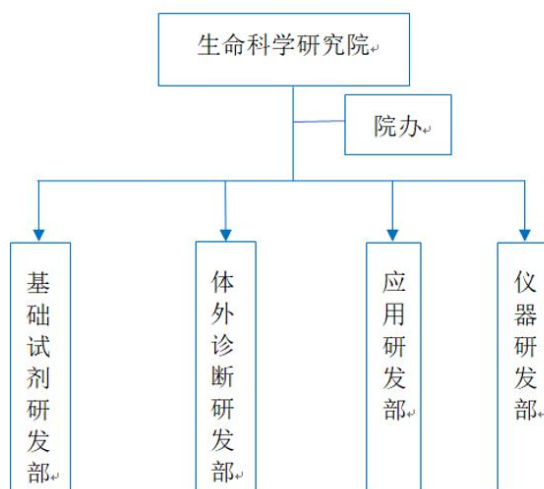 生命科学研究院
院办
基础试剂研发部
体外诊断研发部
应用研发部
仪器研发部